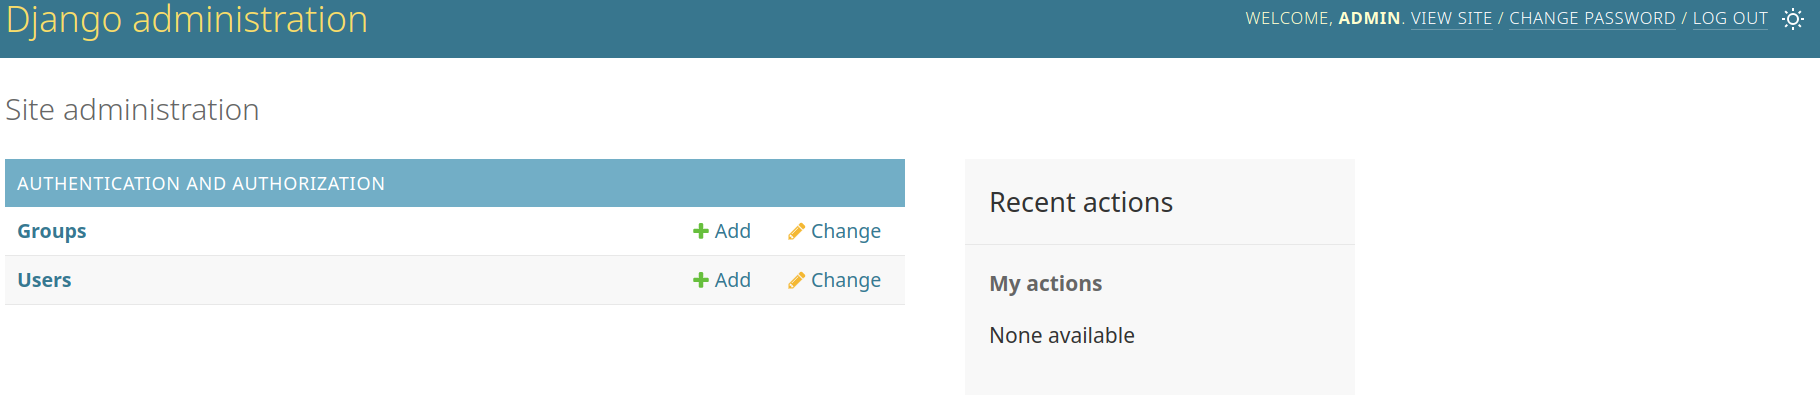 Django administration
WELCOME, ADMIN. VIEW SITE / CHANGE PASSWORD / LOG OUT
Site administration
AUTHENTICATION AND AUTHORIZATION
Groups Add Change
Users Add Change
Recent actions
My actions
None available